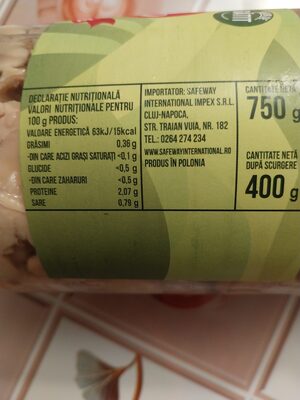 DECLARAȚIE NUTRIȚIONALĂ
VALORI NUTRIȚIONALE PENTRU
100 g PRODUS:
VALOARE ENERGETICĂ 63kJ/15kcal
GRĂSIMI 0,36 g
-DIN CARE ACIZI GRAȘI SATURAȚI <0,1 g
GLUCIDE <0,5 g
-DIN CARE ZAHARURI <0,5 g
PROTEINE 2,07 g
SARE 0,79 g
IMPORTATOR: SAFEWAY
INTERNATIONAL IMPEX S.R.L.
CLUJ-NAPOCA,
STR. TRAIAN VUIA, NR. 182
TEL.: 0264 274 234
WWW.SAFEWAYINTERNATIONAL.RO
PRODUS ÎN POLONIA
CANTITATE NETĂ
750 g
CANTITATE NETĂ
DUPĂ SCURGERE
400 g